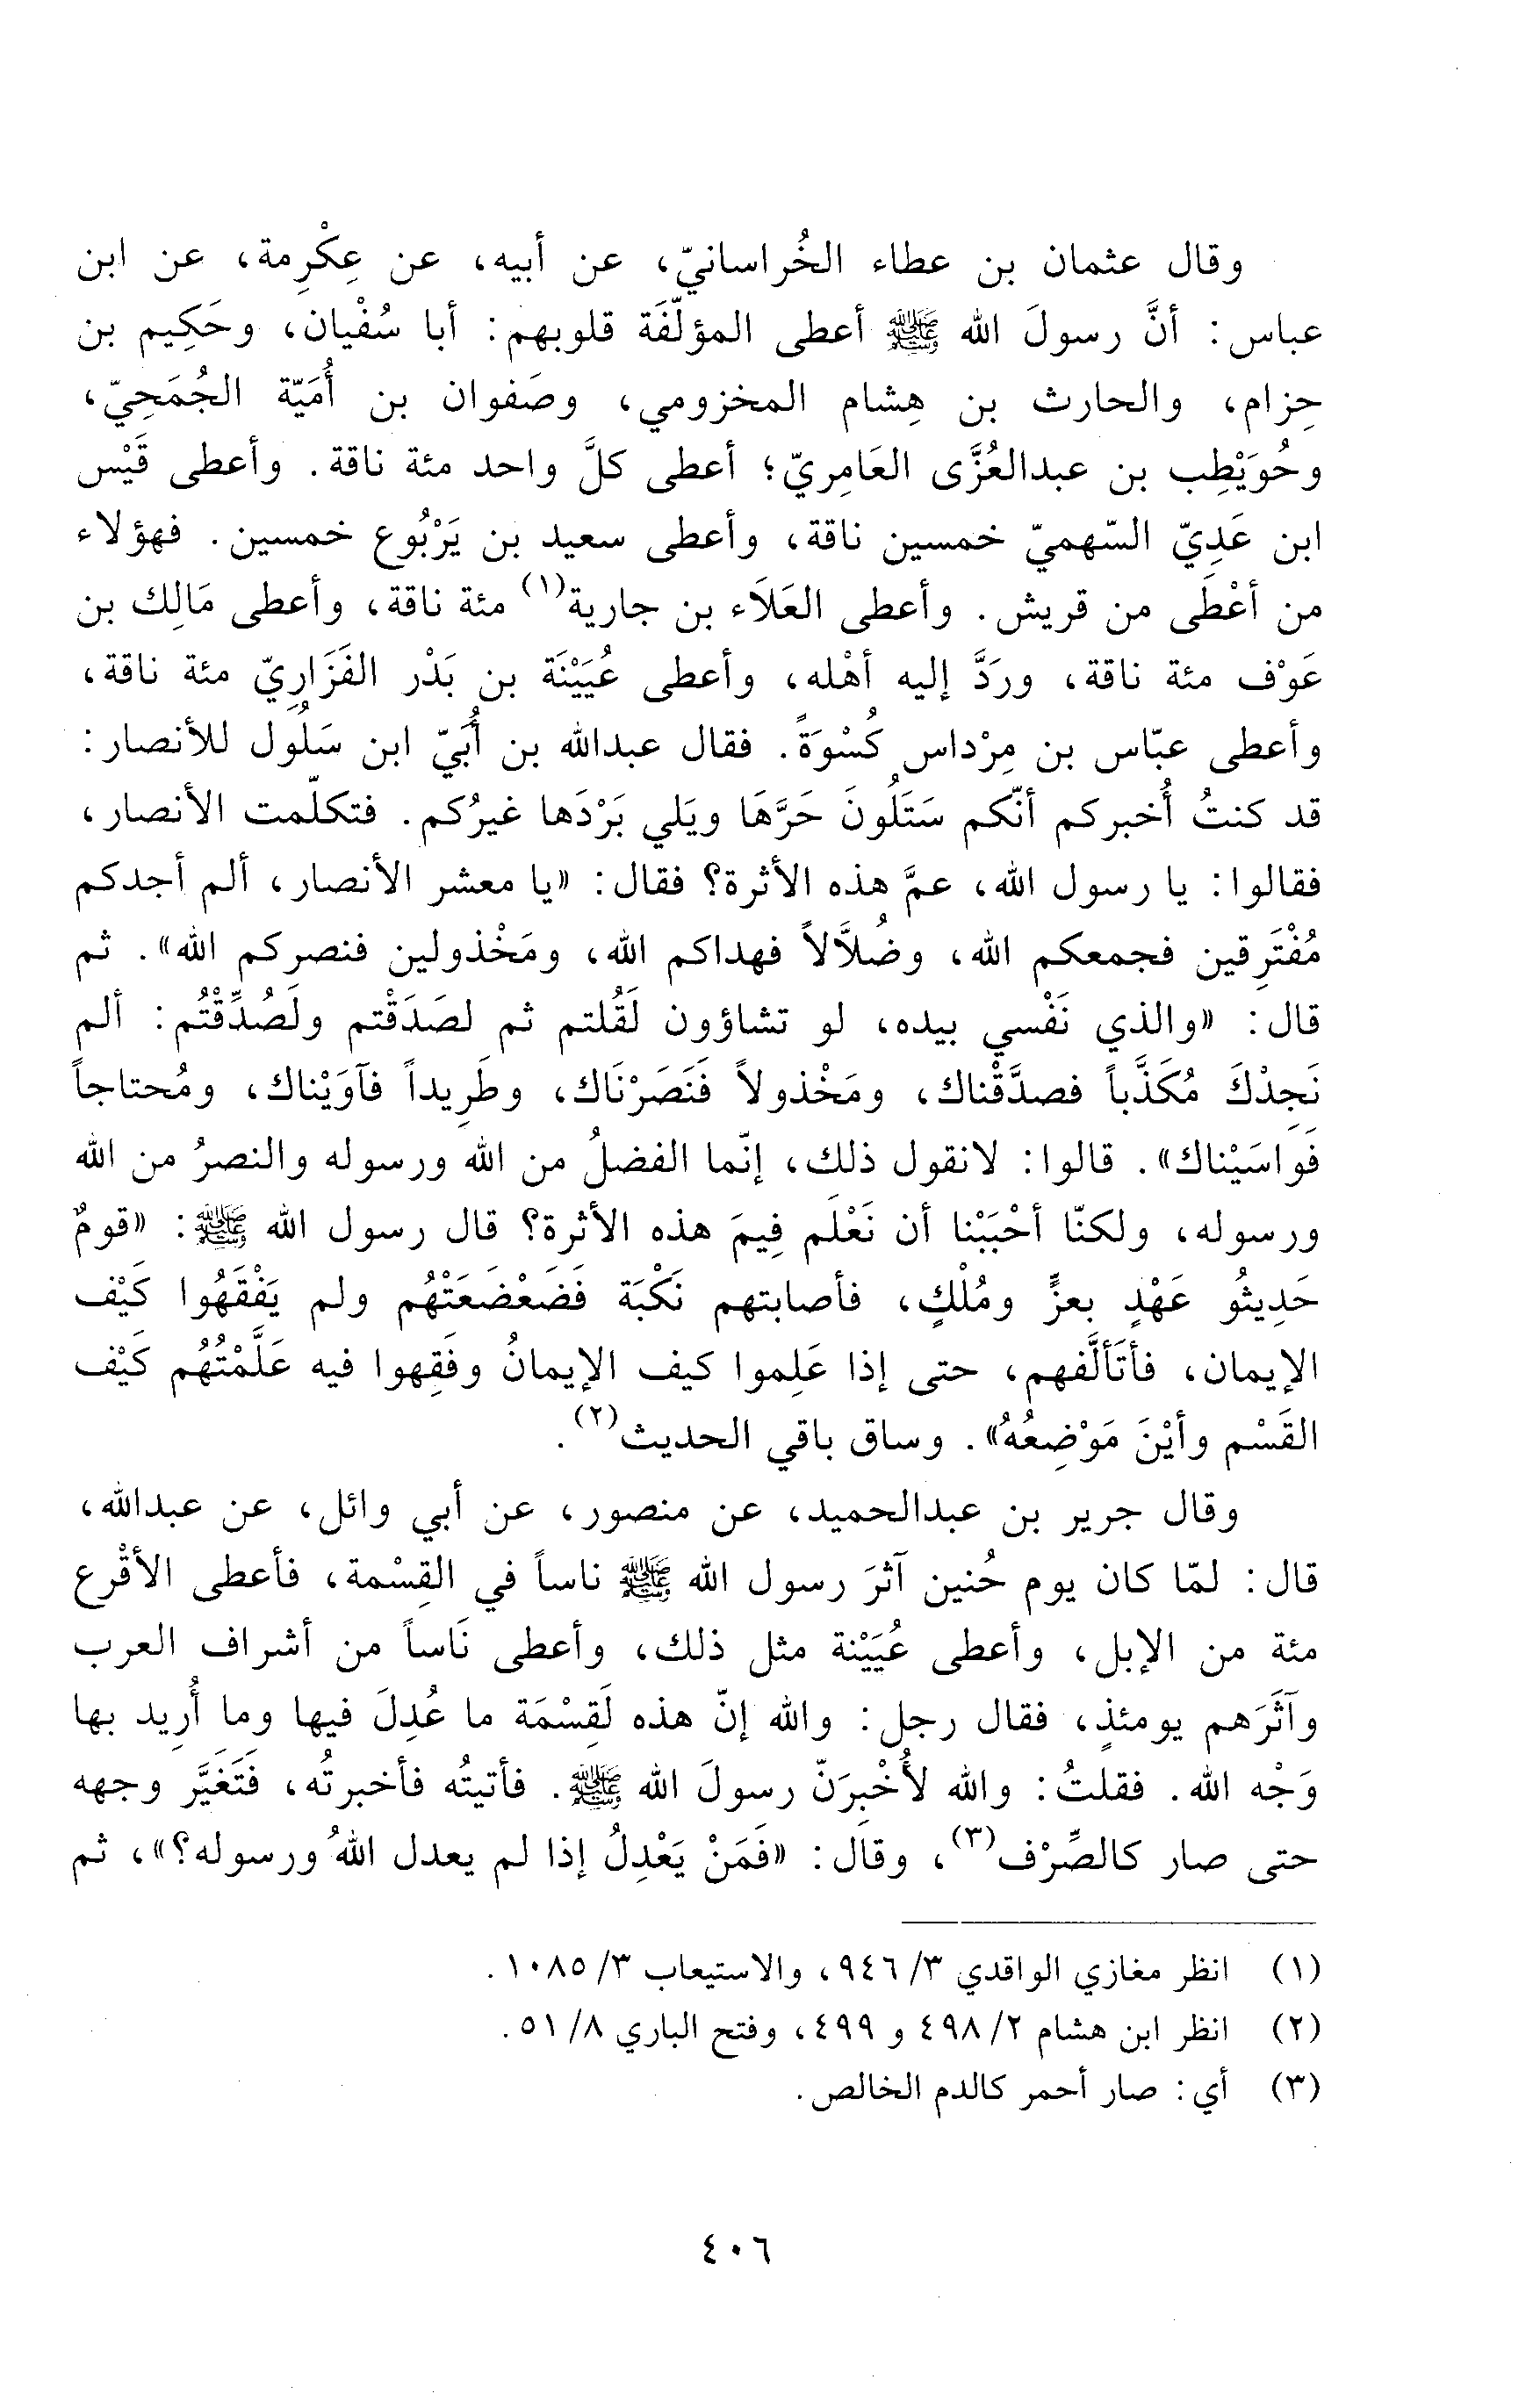 وقال عثمان بن عطاء الخُراسانيّ، عن أبيه، عن عِكْرِمة، عن ابن
عباس: أنَّ رسولَ الله ﷺ أعطى المؤلَّفَة قلوبهم: أبا سُفْيان، وحَكِيم بن
حِزام، والحارث بن هِشام المخزومي، وصَفوان بن أُمَيّة الجُمَحِيّ،
وحُوَيْطِب بن عبدالعُزَّى العَامِريّ؛ أعطى كلَّ واحد مئة ناقة. وأعطى قَيْس
ابن عَدِيّ السّهميّ خمسين ناقة، وأعطى سعيد بن يَرْبُوع خمسين. فهؤلاء
من أعْطَى من قريش. وأعطى العَلاَء بن جارية(١) مئة ناقة، وأعطى مَالِك بن
عَوْف مئة ناقة، ورَدَّ إليه أهْله، وأعطى عُيَيْنَة بن بَدْر الفَزَارِيّ مئة ناقة،
وأعطى عبّاس بن مِرْداس كُسْوَةً. فقال عبدالله بن أُبَيّ ابن سَلُول للأنصار:
قد كنتُ أُخبركم أنّكم سَتَلُونَ حَرَّهَا ويَلي بَرْدَها غيرُكم. فتكلّمت الأنصار،
فقالوا: يا رسول الله، عمَّ هذه الأثرة؟ فقال: «يا معشر الأنصار، ألم أجدكم
مُفْتَرِقين فجمعكم الله، وضُلاَّلاً فهداكم الله، ومَخْذولين فنصركم الله». ثم
قال: «والذي نَفْسي بيده، لو تشاؤون لَقُلتم ثم لصَدَقْتم ولَصُدِّقْتُم: ألم
نَجِدْكَ مُكَذَّباً فصدَّقْناك، ومَخْذولاً فَنَصَرْنَاك، وطَرِيداً فآوَيْناك، ومُحتاجاً
فَواسَيْناك». قالوا: لانقول ذلك، إنّما الفضلُ من الله ورسوله والنصرُ من الله
ورسوله، ولكنّا أحْبَبْنا أن نَعْلَم فِيمَ هذه الأثرة؟ قال رسول الله ﷺ: «قومٌ
حَدِيثُو عَهْدٍ بعزٍّ ومُلْكٍ، فأصابتهم نَكْبَة فَضَعْضَعَتْهُم ولم يَفْقَهُوا كَيْف
الإيمان، فأتَألَّفهم، حتى إذا عَلِموا كيف الإيمانُ وفَقِهوا فيه عَلَّمْتُهُم كَيْف
القَسْم وأيْنَ مَوْضِعُهُ». وساق باقي الحديث(٢).
وقال جرير بن عبدالحميد، عن منصور، عن أبي وائل، عن عبدالله،
قال: لمّا كان يوم حُنين آثرَ رسول الله ﷺ ناساً في القِسْمة، فأعطى الأقْرع
مئة من الإبل، وأعطى عُيَيْنة مثل ذلك، وأعطى نَاساً من أشراف العرب
وآثَرَهم يومئذٍ، فقال رجل: والله إنّ هذه لَقِسْمَة ما عُدِلَ فيها وما أُرِيد بها
وَجْه الله. فقلتُ: والله لأُخْبِرَنّ رسولَ الله ﷺ. فأتيتُه فأخبرتُه، فَتَغَيَّر وجهه
حتى صار كالصِّرْف(٣)، وقال: «فَمَنْ يَعْدِلُ إذا لم يعدل اللهُ ورسوله؟»، ثم
(١) انظر مغازي الواقدي ٣/ ٩٤٦، والاستيعاب ٣/ ١٠٨٥.
(٢) انظر ابن هشام ٢/ ٤٩٨ و ٤٩٩، وفتح الباري ٨/ ٥١.
(٣) أي: صار أحمر كالدم الخالص.
٤٠٦